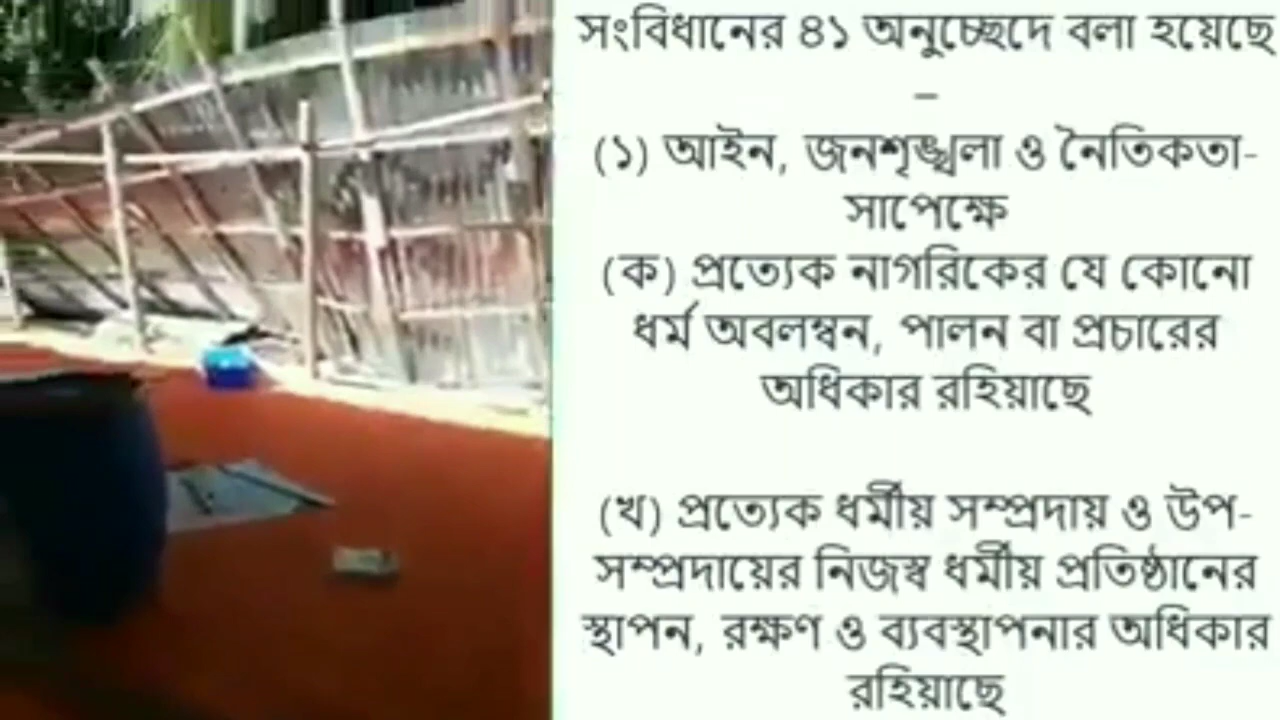 সংবিধানের ৪১ অনুচ্ছেদে বলা হয়েছে
–
(১) আইন, জনশৃঙ্খলা ও নৈতিকতা-
সাপেক্ষে
(ক) প্রত্যেক নাগরিকের যে কোনো
ধর্ম অবলম্বন, পালন বা প্রচারের
অধিকার রহিয়াছে
(খ) প্রত্যেক ধর্মীয় সম্প্রদায় ও উপ-
সম্প্রদায়ের নিজস্ব ধর্মীয় প্রতিষ্ঠানের
স্থাপন, রক্ষণ ও ব্যবস্থাপনার অধিকার
রহিয়াছে